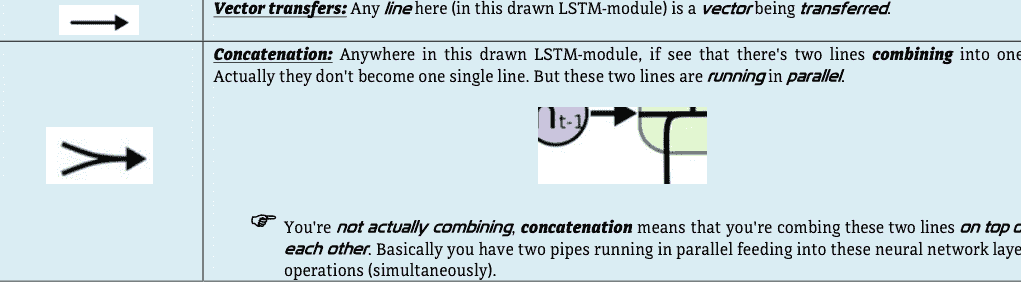 Vector transfers: Any line here (in this drawn LSTM-module) is a vector being transferred.
Concatenation: Anywhere in this drawn LSTM-module, if see that there's two lines combining into one
Actually they don't become one single line. But these two lines are running in parallel.
t-1
You're not actually combining, concatenation means that you're combing these two lines on top
each other. Basically you have two pipes running in parallel feeding into these neural network
operations (simultaneously).